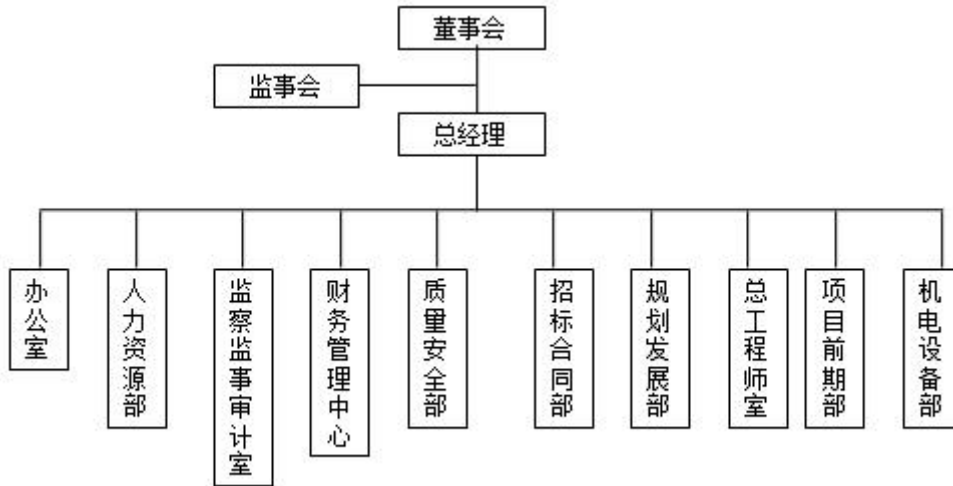 董事会
监事会
总经理
办公室
人力资源部
监察监事审计室
财务管理中心
质量安全部
招标合同部
规划发展部
总工程师室
项目前期部
机电设备部